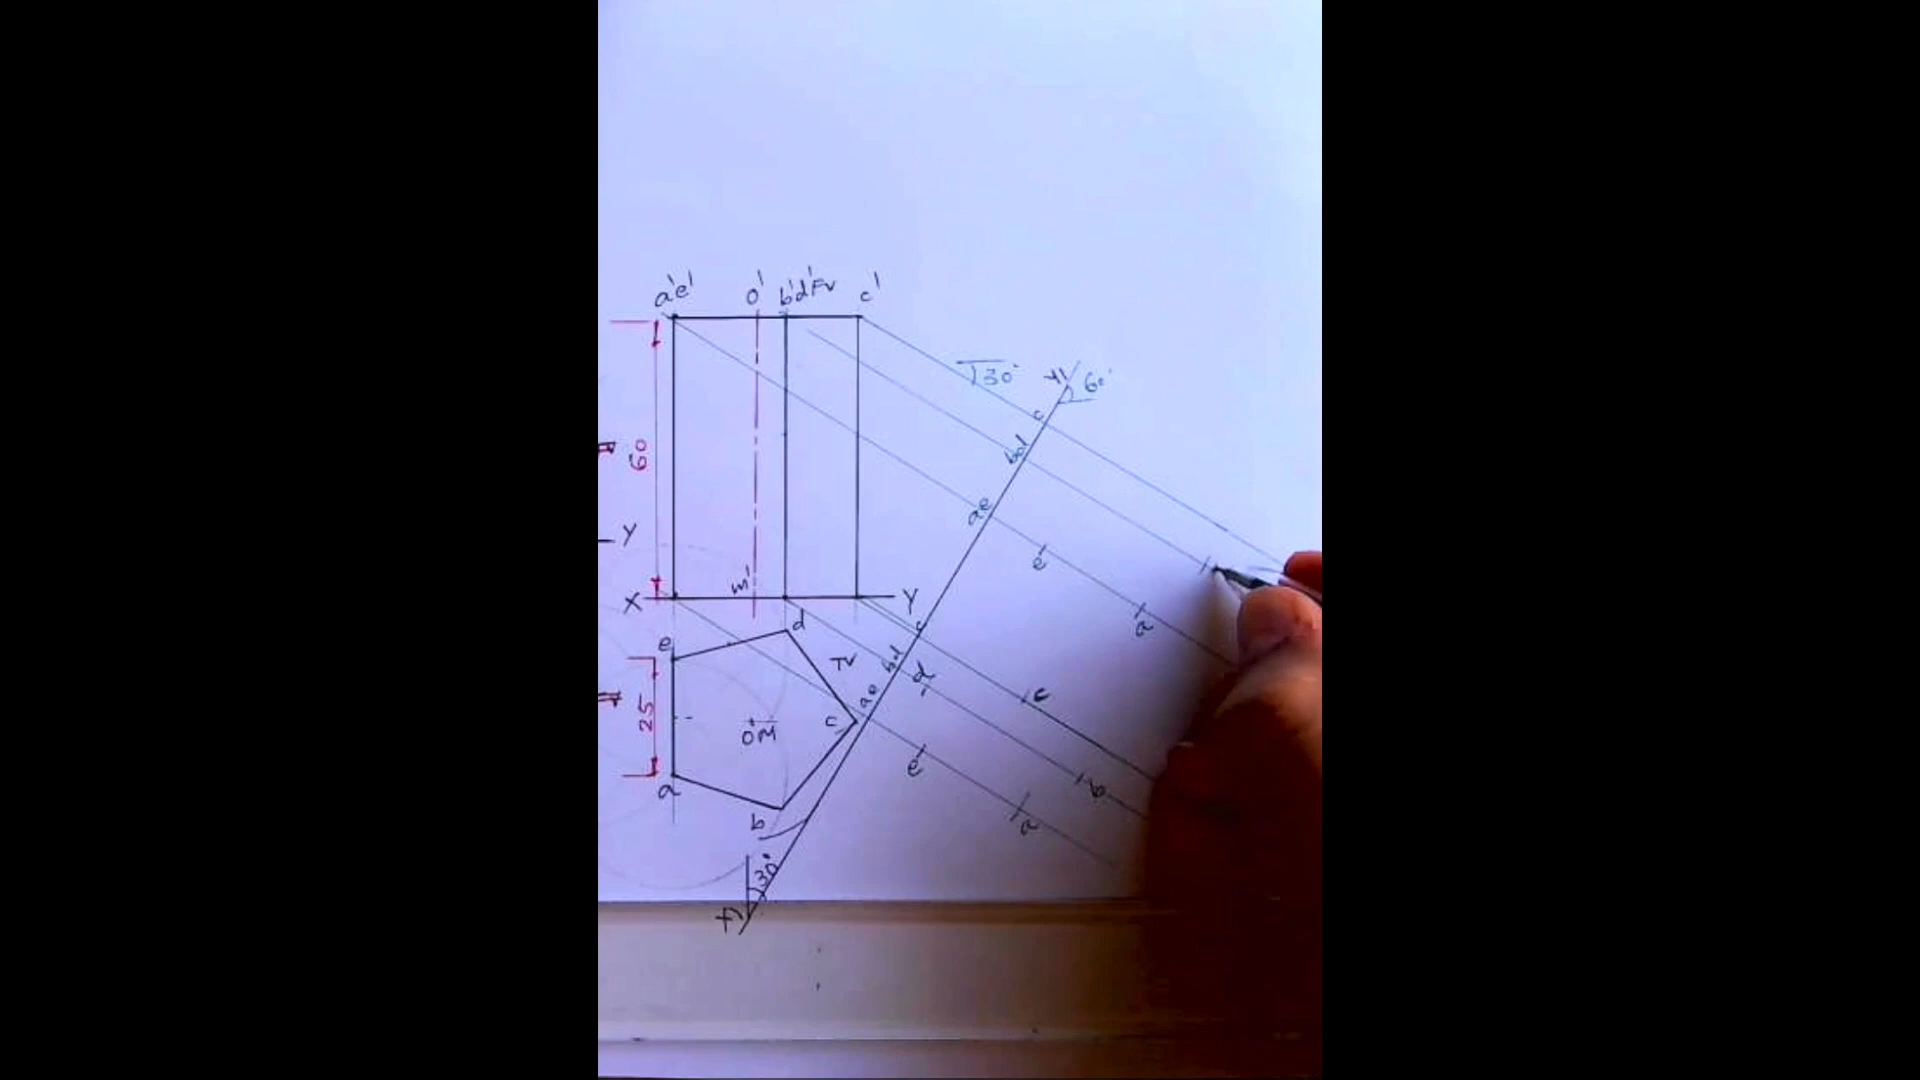 a'e' o' b'd' FV c'
30° Y1 60°
c
bd
60 ae
Y e
m' a
X Y
e d c
TV bd d c
25 ae
o M c e
b
a a
b
30°
X1